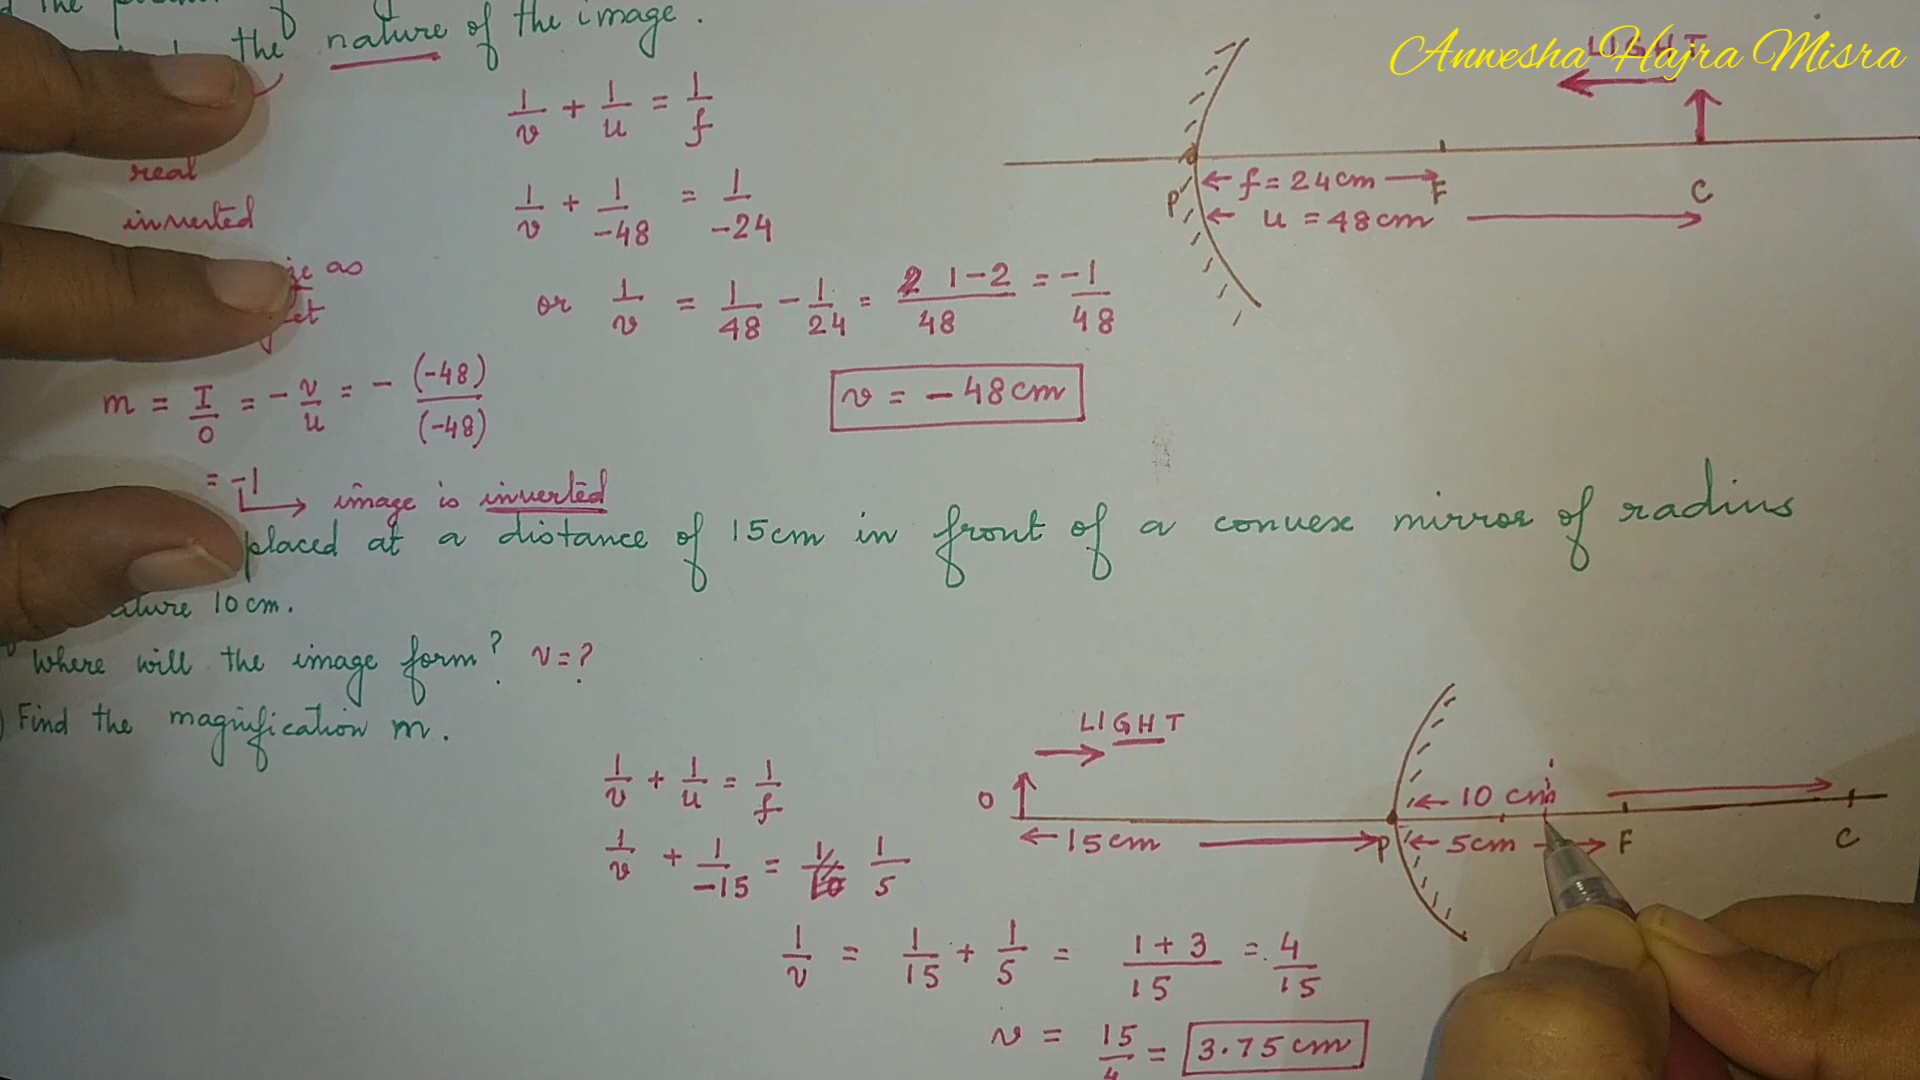 the nature of the image.
Anwesha Hajra Misra
LIGHT
1/v + 1/u = 1/f
real
inverted
1/v + 1/-48 = 1/-24
P ← f = 24cm → F C
← u = 48cm →
as
or 1/v = 1/48 - 1/24 = 1-2/48 = -1/48
m = I/O = - v/u = - (-48)/(-48)
v = - 48cm
= -1
→ image is inverted
placed at a distance of 15cm in front of a convex mirror of radius
10cm.
Where will the image form? v = ?
Find the magnification m.
LIGHT
1/v + 1/u = 1/f
O ← 10 cm →
← 15cm → P ← 5cm → F C
1/v + 1/-15 = 1/5
1/v = 1/15 + 1/5 = 1+3/15 = 4/15
v = 15/4 = 3.75cm